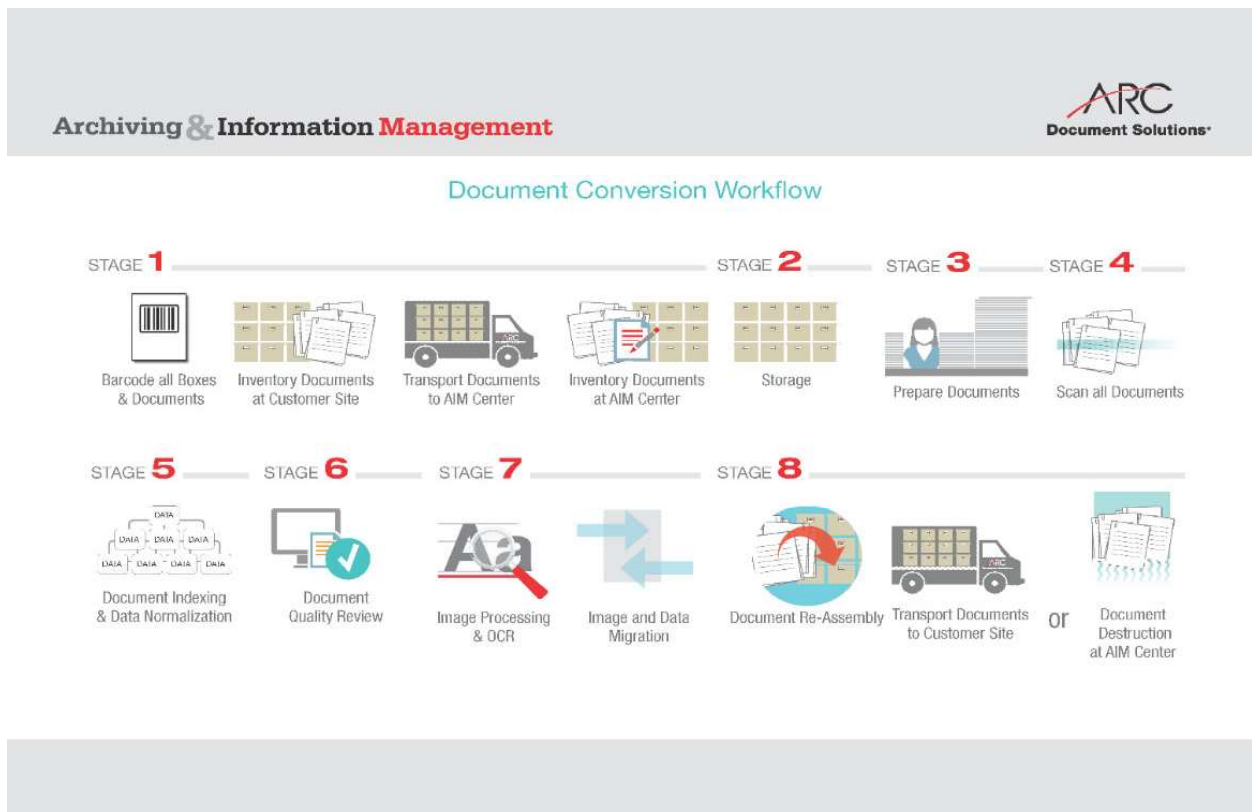 Archiving & Information Management
ARC
Document Solutions
Document Conversion Workflow
STAGE 1
STAGE 2
STAGE 3
STAGE 4
Barcode all Boxes
& Documents
Inventory Documents
at Customer Site
Transport Documents
to AIM Center
Inventory Documents
at AIM Center
Storage
Prepare Documents
Scan all Documents
ARC
STAGE 5
STAGE 6
STAGE 7
STAGE 8
DATA
DATA DATA DATA
DATA DATA DATA DATA
Document Indexing
& Data Normalization
Document
Quality Review
Aa
Image Processing
& OCR
Image and Data
Migration
Document Re-Assembly
ARC
Transport Documents
to Customer Site
or
Document
Destruction
at AIM Center